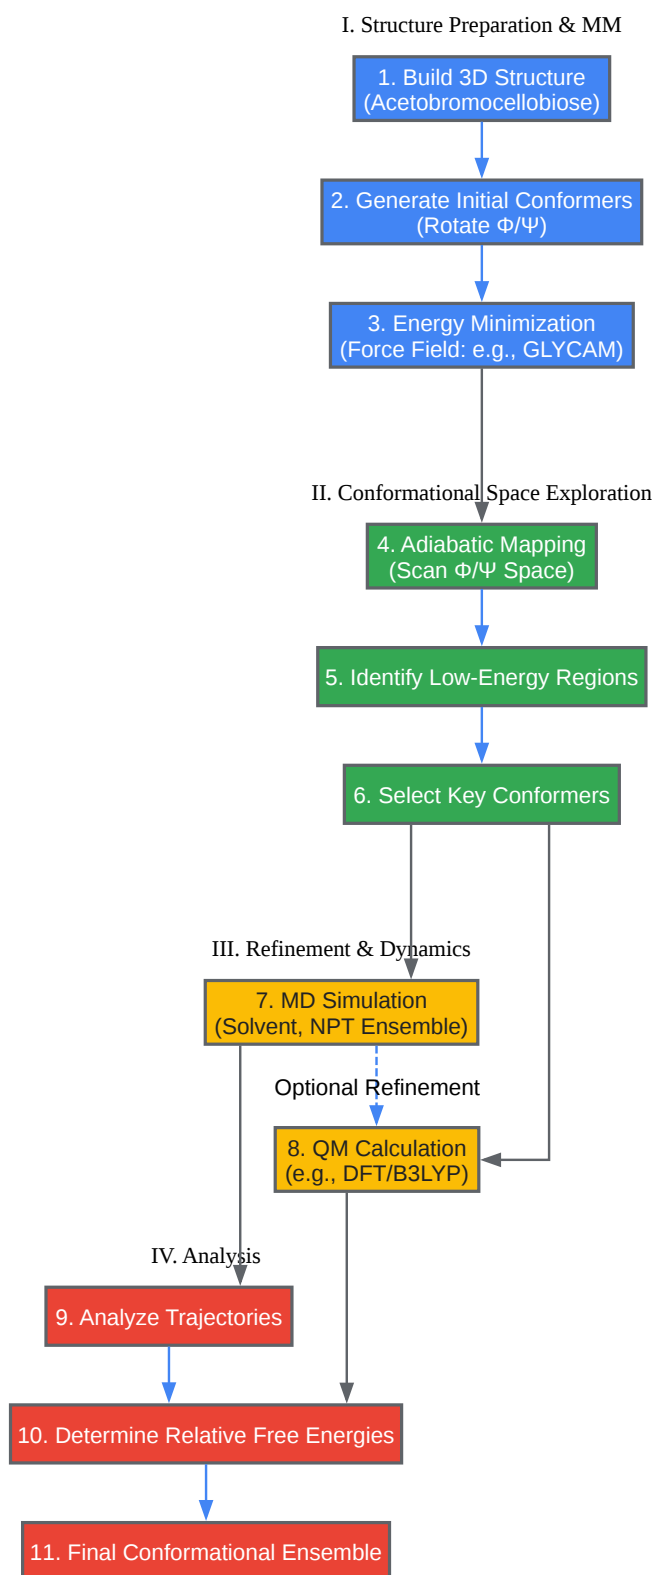 I. Structure Preparation & MM
1. Build 3D Structure
(Acetobromocellobiose)
2. Generate Initial Conformers
(Rotate Φ/Ψ)
3. Energy Minimization
(Force Field: e.g., GLYCAM)
II. Conformational Space Exploration
4. Adiabatic Mapping
(Scan Φ/Ψ Space)
5. Identify Low-Energy Regions
6. Select Key Conformers
III. Refinement & Dynamics
7. MD Simulation
(Solvent, NPT Ensemble)
Optional Refinement
8. QM Calculation
(e.g., DFT/B3LYP)
IV. Analysis
9. Analyze Trajectories
10. Determine Relative Free Energies
11. Final Conformational Ensemble